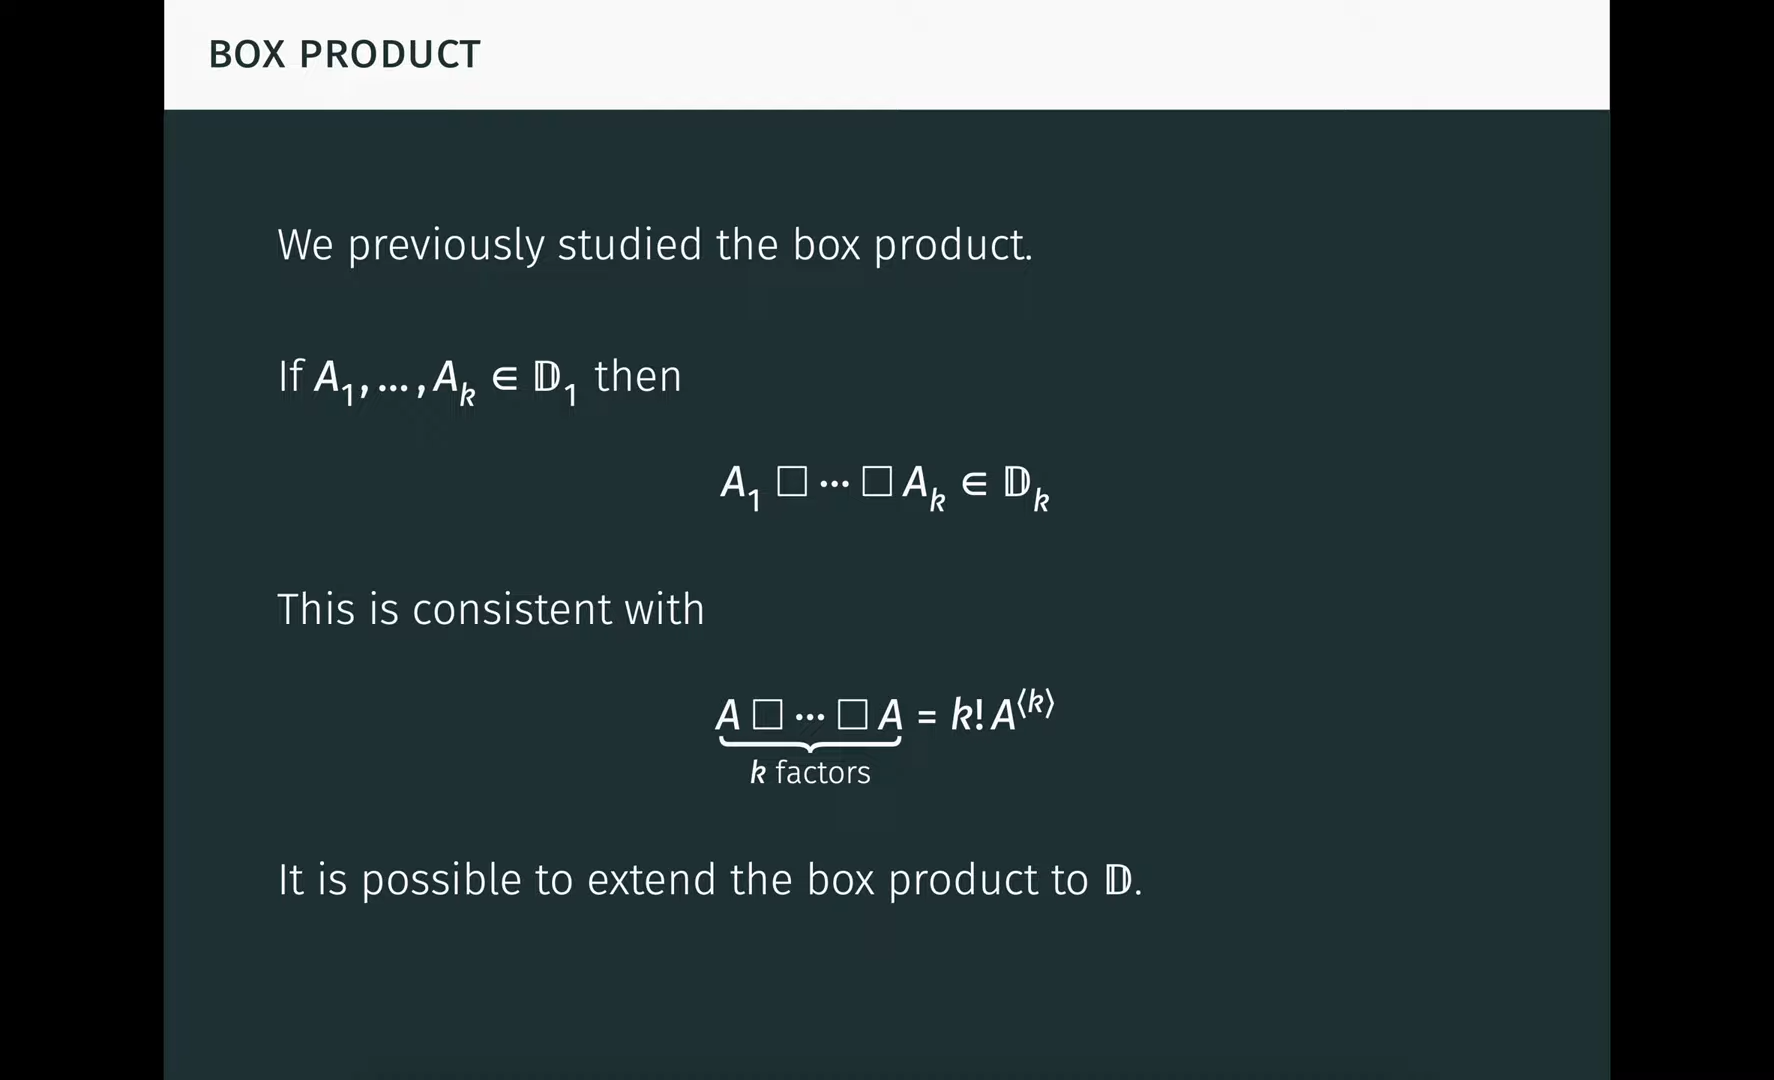 BOX PRODUCT
We previously studied the box product.
If A₁, …, Aₖ ∈ 𝔻₁ then
A₁ □ ⋯ □ Aₖ ∈ 𝔻ₖ
This is consistent with
A □ ⋯ □ A = k! A^⟨k⟩
k factors
It is possible to extend the box product to 𝔻.